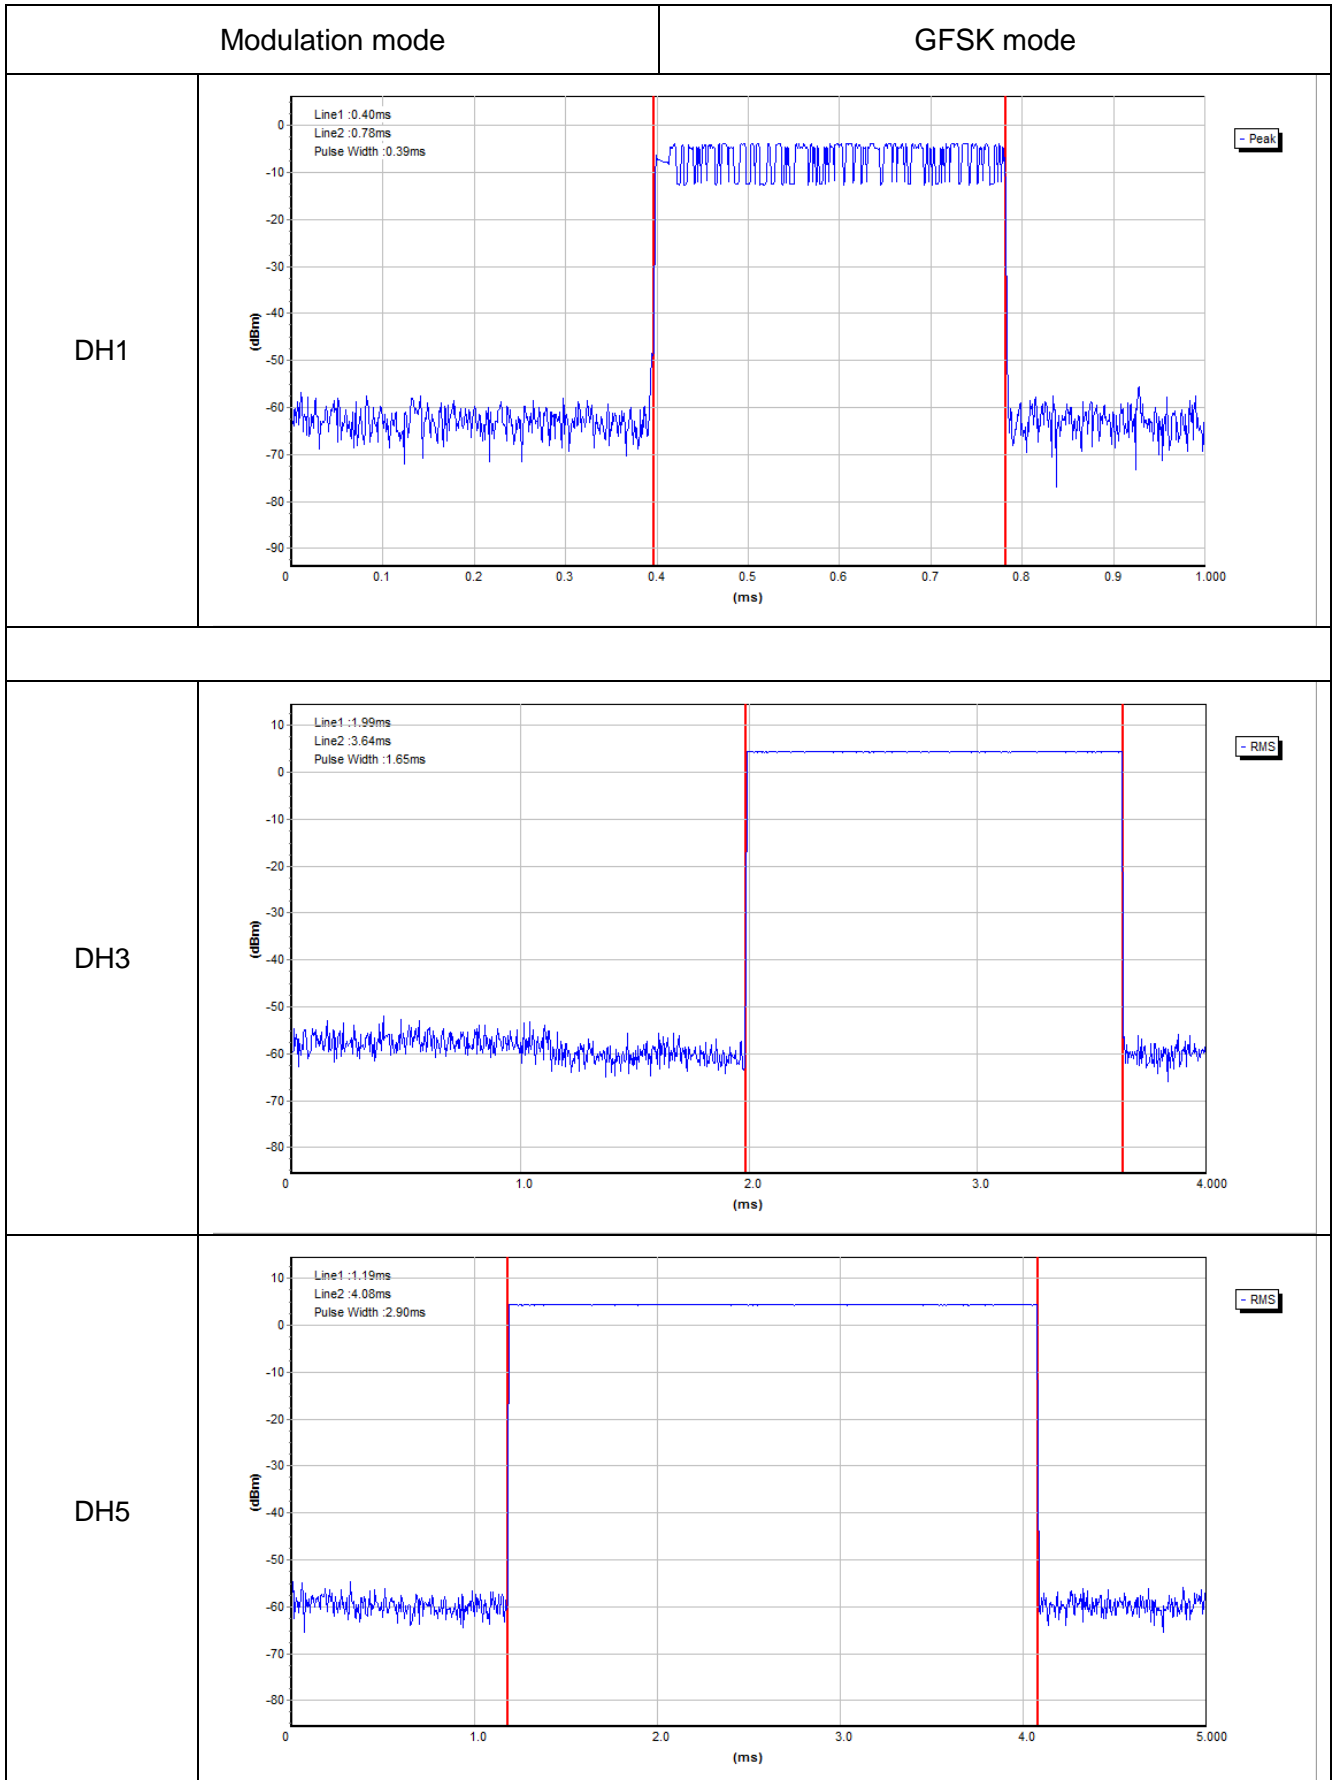 Modulation mode
GFSK mode
DH1
Line1 :0.40ms
Line2 :0.78ms
Pulse Width :0.39ms
- Peak
0
-10
-20
-30
-40
-50
-60
-70
-80
-90
(dBm)
0 0.1 0.2 0.3 0.4 0.5 0.6 0.7 0.8 0.9 1.000
(ms)
DH3
Line1 :1.99ms
Line2 :3.64ms
Pulse Width :1.65ms
- RMS
10
0
-10
-20
-30
-40
-50
-60
-70
-80
(dBm)
0 1.0 2.0 3.0 4.000
(ms)
DH5
Line1 :1.19ms
Line2 :4.08ms
Pulse Width :2.90ms
- RMS
10
0
-10
-20
-30
-40
-50
-60
-70
-80
(dBm)
0 1.0 2.0 3.0 4.0 5.000
(ms)